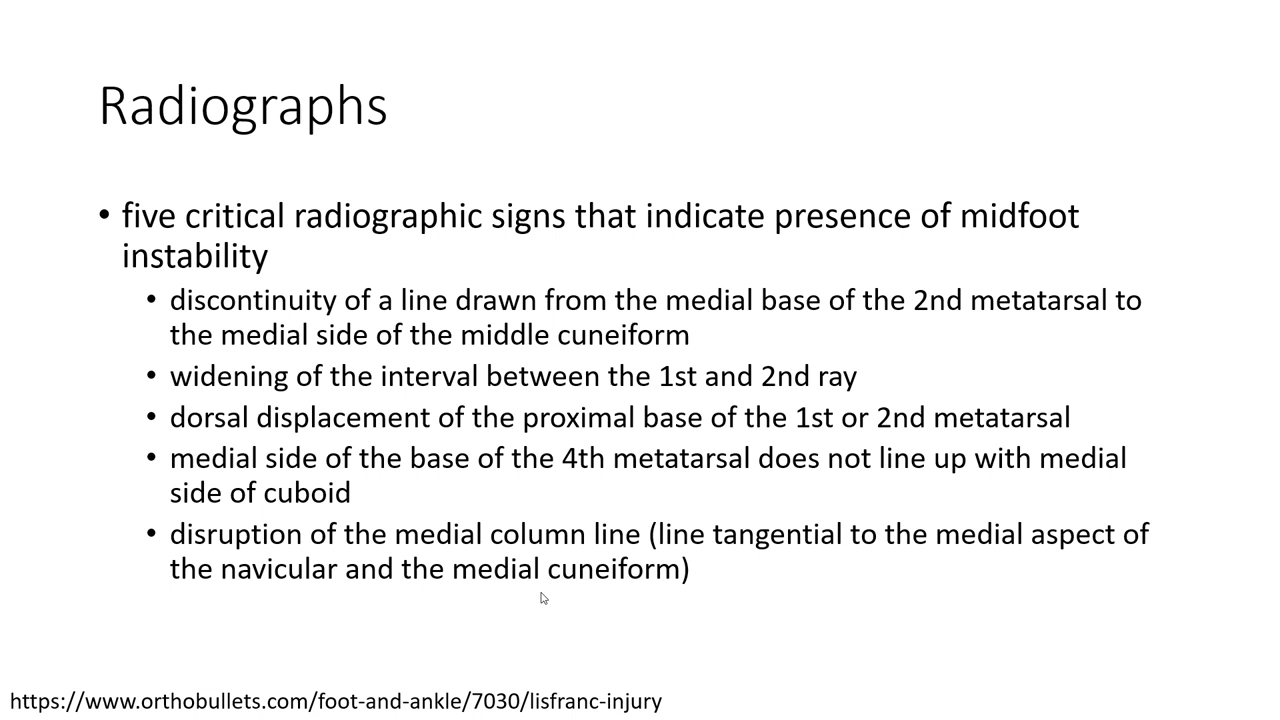 Radiographs
• five critical radiographic signs that indicate presence of midfoot
instability
• discontinuity of a line drawn from the medial base of the 2nd metatarsal to
the medial side of the middle cuneiform
• widening of the interval between the 1st and 2nd ray
• dorsal displacement of the proximal base of the 1st or 2nd metatarsal
• medial side of the base of the 4th metatarsal does not line up with medial
side of cuboid
• disruption of the medial column line (line tangential to the medial aspect of
the navicular and the medial cuneiform)
https://www.orthobullets.com/foot-and-ankle/7030/lisfranc-injury